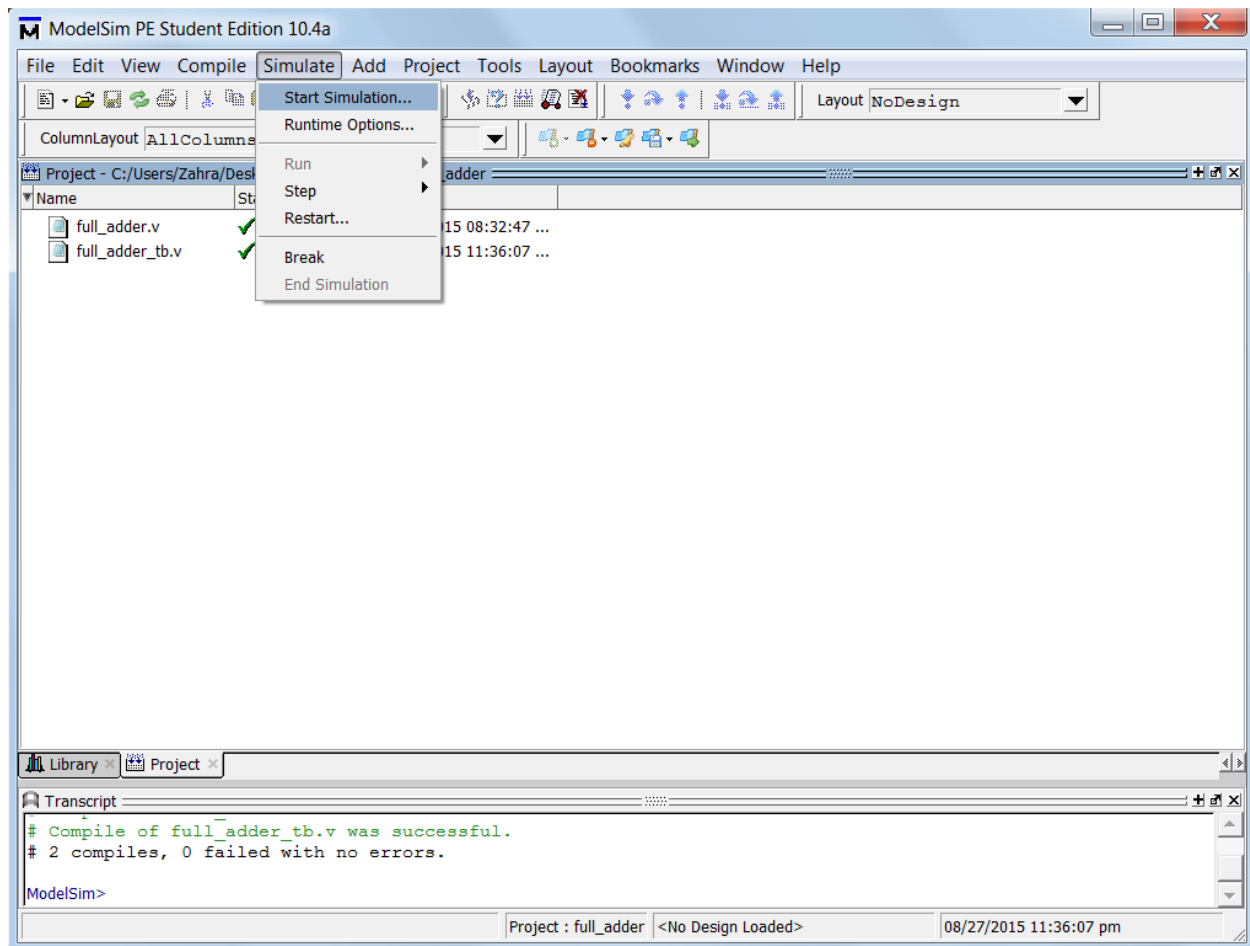 ModelSim PE Student Edition 10.4a
File Edit View Compile Simulate Add Project Tools Layout Bookmarks Window Help
Start Simulation...
Layout NoDesign
Runtime Options...
ColumnLayout AllColumns
Run
Project - C:/Users/Zahra/Desk
_adder
Step
Name
Restart...
full_adder.v
15 08:32:47 ...
full_adder_tb.v
15 11:36:07 ...
Break
End Simulation
Library
Project
Transcript
# Compile of full_adder_tb.v was successful.
# 2 compiles, 0 failed with no errors.
ModelSim>
Project : full_adder <No Design Loaded> 08/27/2015 11:36:07 pm